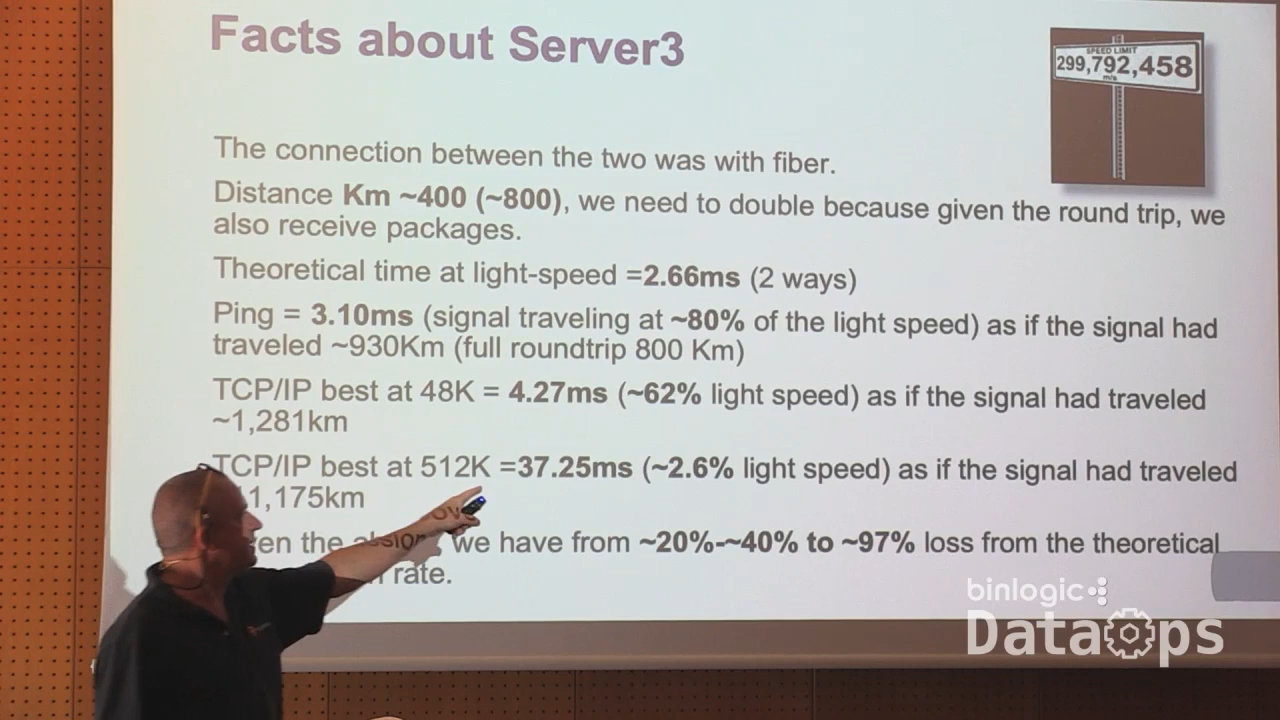 Facts about Server3
SPEED LIMIT
299,792,458
m/s
The connection between the two was with fiber.
Distance Km ~400 (~800), we need to double because given the round trip, we
also receive packages.
Theoretical time at light-speed =2.66ms (2 ways)
Ping = 3.10ms (signal traveling at ~80% of the light speed) as if the signal had
traveled ~930Km (full roundtrip 800 Km)
TCP/IP best at 48K = 4.27ms (~62% light speed) as if the signal had traveled
~1,281km
TCP/IP best at 512K =37.25ms (~2.6% light speed) as if the signal had traveled
1,175km
the we have from ~20%-~40% to ~97% loss from the theoretical
rate.
binlogic
DataOps